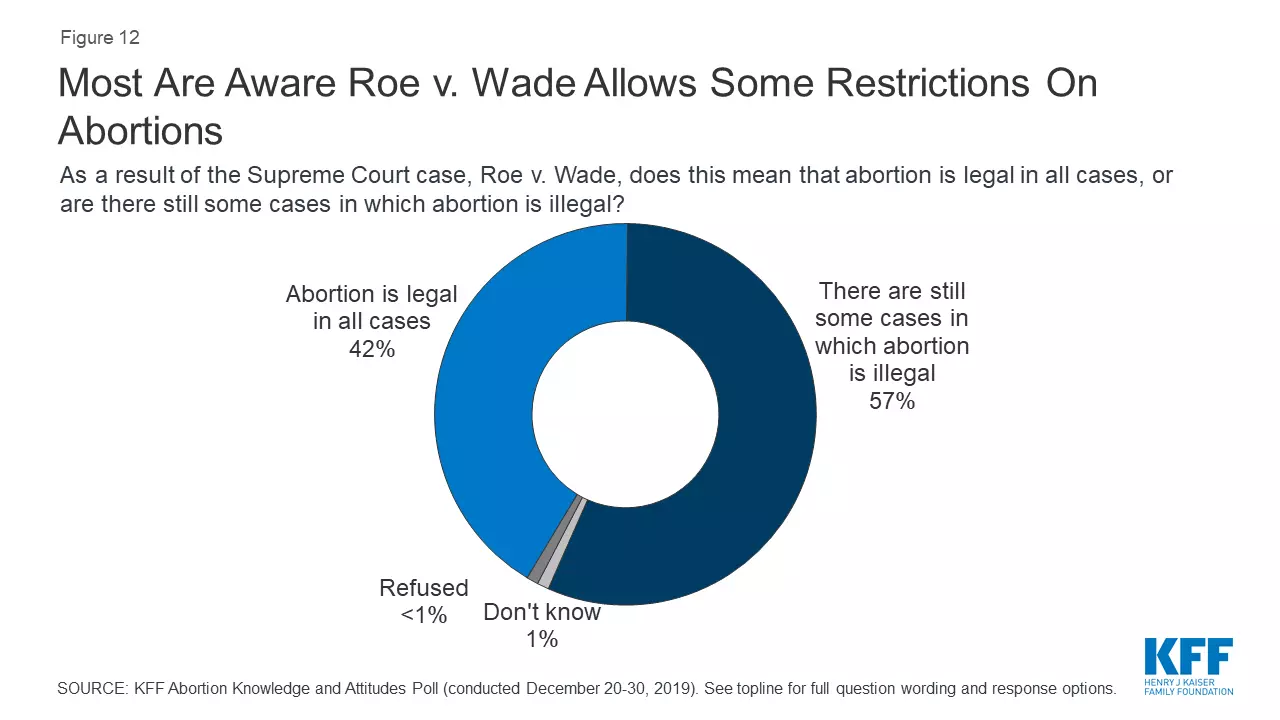 Figure 12
Most Are Aware Roe v. Wade Allows Some Restrictions On
Abortions
As a result of the Supreme Court case, Roe v. Wade, does this mean that abortion is legal in all cases, or
are there still some cases in which abortion is illegal?
Abortion is legal
in all cases
42%
There are still
some cases in
which abortion
is illegal
57%
Refused
<1%
Don't know
1%
KFF
HENRY J KAISER
FAMILY FOUNDATION
SOURCE: KFF Abortion Knowledge and Attitudes Poll (conducted December 20-30, 2019). See topline for full question wording and response options.